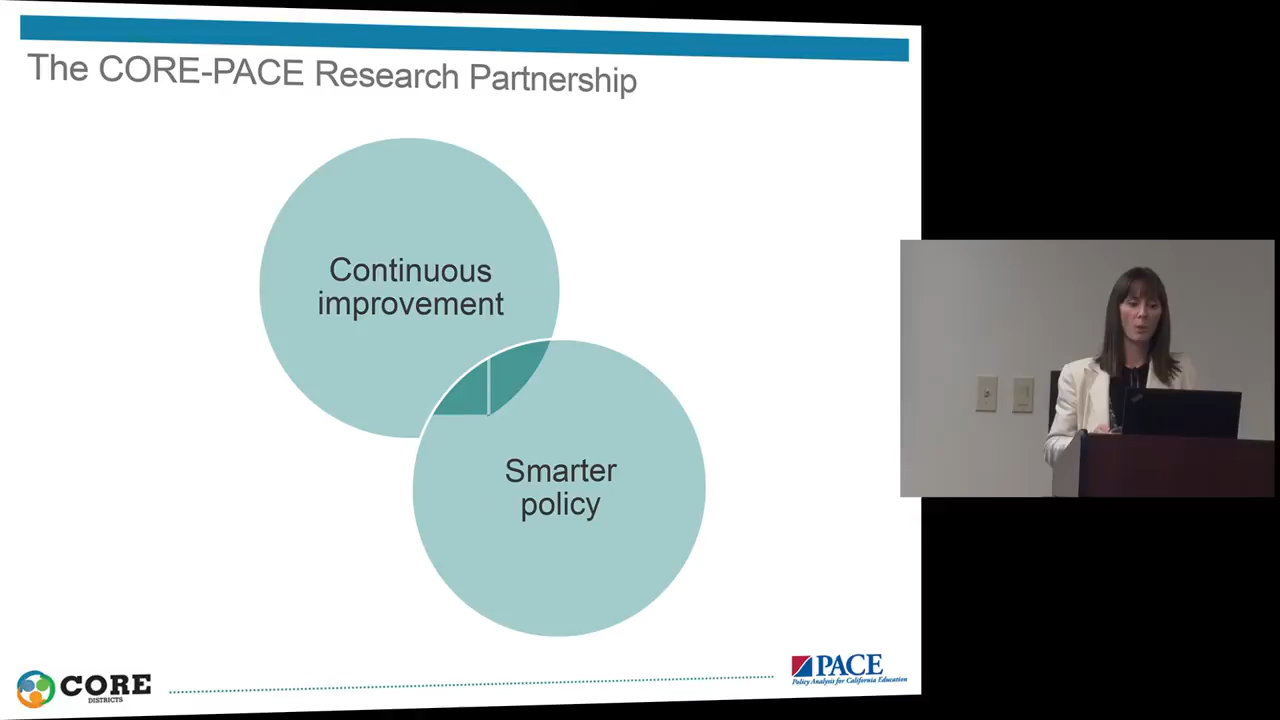 The CORE-PACE Research Partnership
Continuous
improvement
Smarter
policy
CORE
DISTRICTS
PACE
Policy Analysis for California Education